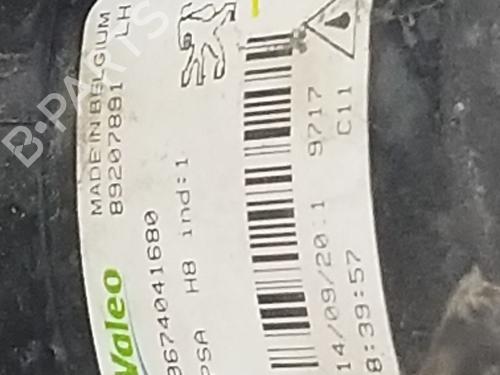 MADE IN BELGIUM
89207891 LH
Valeo
9674041680
PSA H8 ind:1
9717
C11
14/09/20:1
8:39:57
B-PARTS